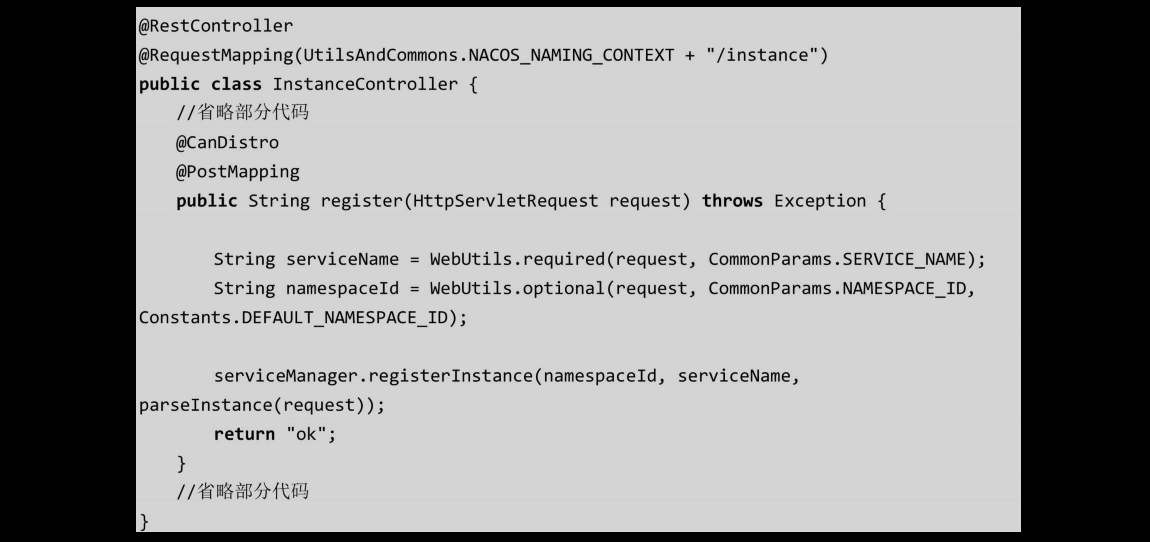 @RestController
@RequestMapping(UtilsAndCommons.NACOS_NAMING_CONTEXT + "/instance")
public class InstanceController {
//省略部分代码
@CanDistro
@PostMapping
public String register(HttpServletRequest request) throws Exception {
String serviceName = WebUtils.required(request, CommonParams.SERVICE_NAME);
String namespaceId = WebUtils.optional(request, CommonParams.NAMESPACE_ID,
Constants.DEFAULT_NAMESPACE_ID);
serviceManager.registerInstance(namespaceId, serviceName,
parseInstance(request));
return "ok";
}
//省略部分代码
}